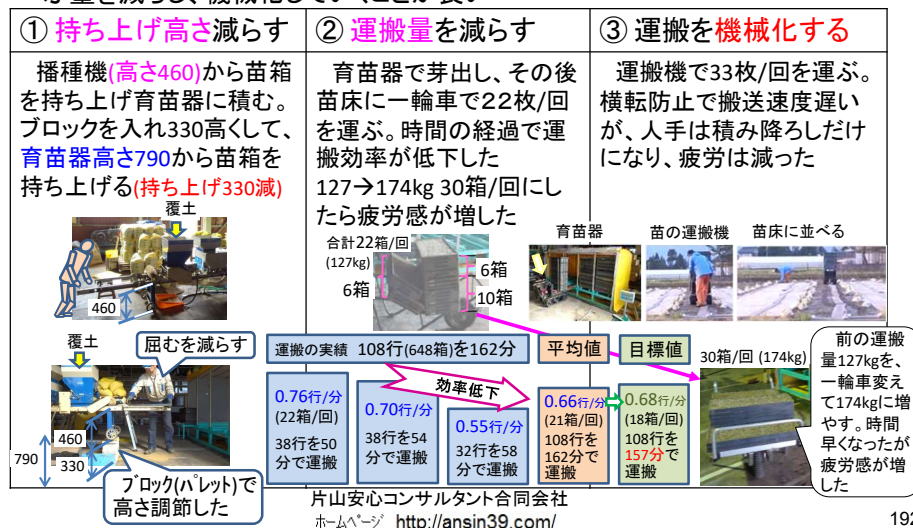 ① 持ち上げ高さ減らす
② 運搬量を減らす
③ 運搬を機械化する
播種機(高さ460)から苗箱
を持ち上げ育苗器に積む。
ブロックを入れ330高くして、
育苗器高さ790から苗箱を
持ち上げる(持ち上げ330減)
育苗器で芽出し、その後
苗床に一輪車で22枚/回
を運ぶ。時間の経過で運
搬効率が低下した
127→174kg 30箱/回にし
たら疲労感が増した
運搬機で33枚/回を運ぶ。
横転防止で搬送速度遅い
が、人手は積み降ろしだけ
になり、疲労は減った
覆土
460
合計22箱/回
(127kg)
6箱
6箱
10箱
育苗器
苗の運搬機
苗床に並べる
覆土
屈むを減らす
460
790
330
ブロック(パレット)で
高さ調節した
運搬の実績 108行(648箱)を162分
平均値
目標値
効率低下
0.76行/分
(22箱/回)
38行を50
分で運搬
0.70行/分
38行を54
分で運搬
0.55行/分
32行を58
分で運搬
0.66行/分
(21箱/回)
108行を
162分で
運搬
0.68行/分
(18箱/回)
108行を
157分で
運搬
30箱/回 (174kg)
前の運搬
量127kgを、
一輪車変え
て174kgに増
やす。時間
早くなったが
疲労感が増
した
片山安心コンサルタント合同会社
ホームページ http://ansin39.com/
192